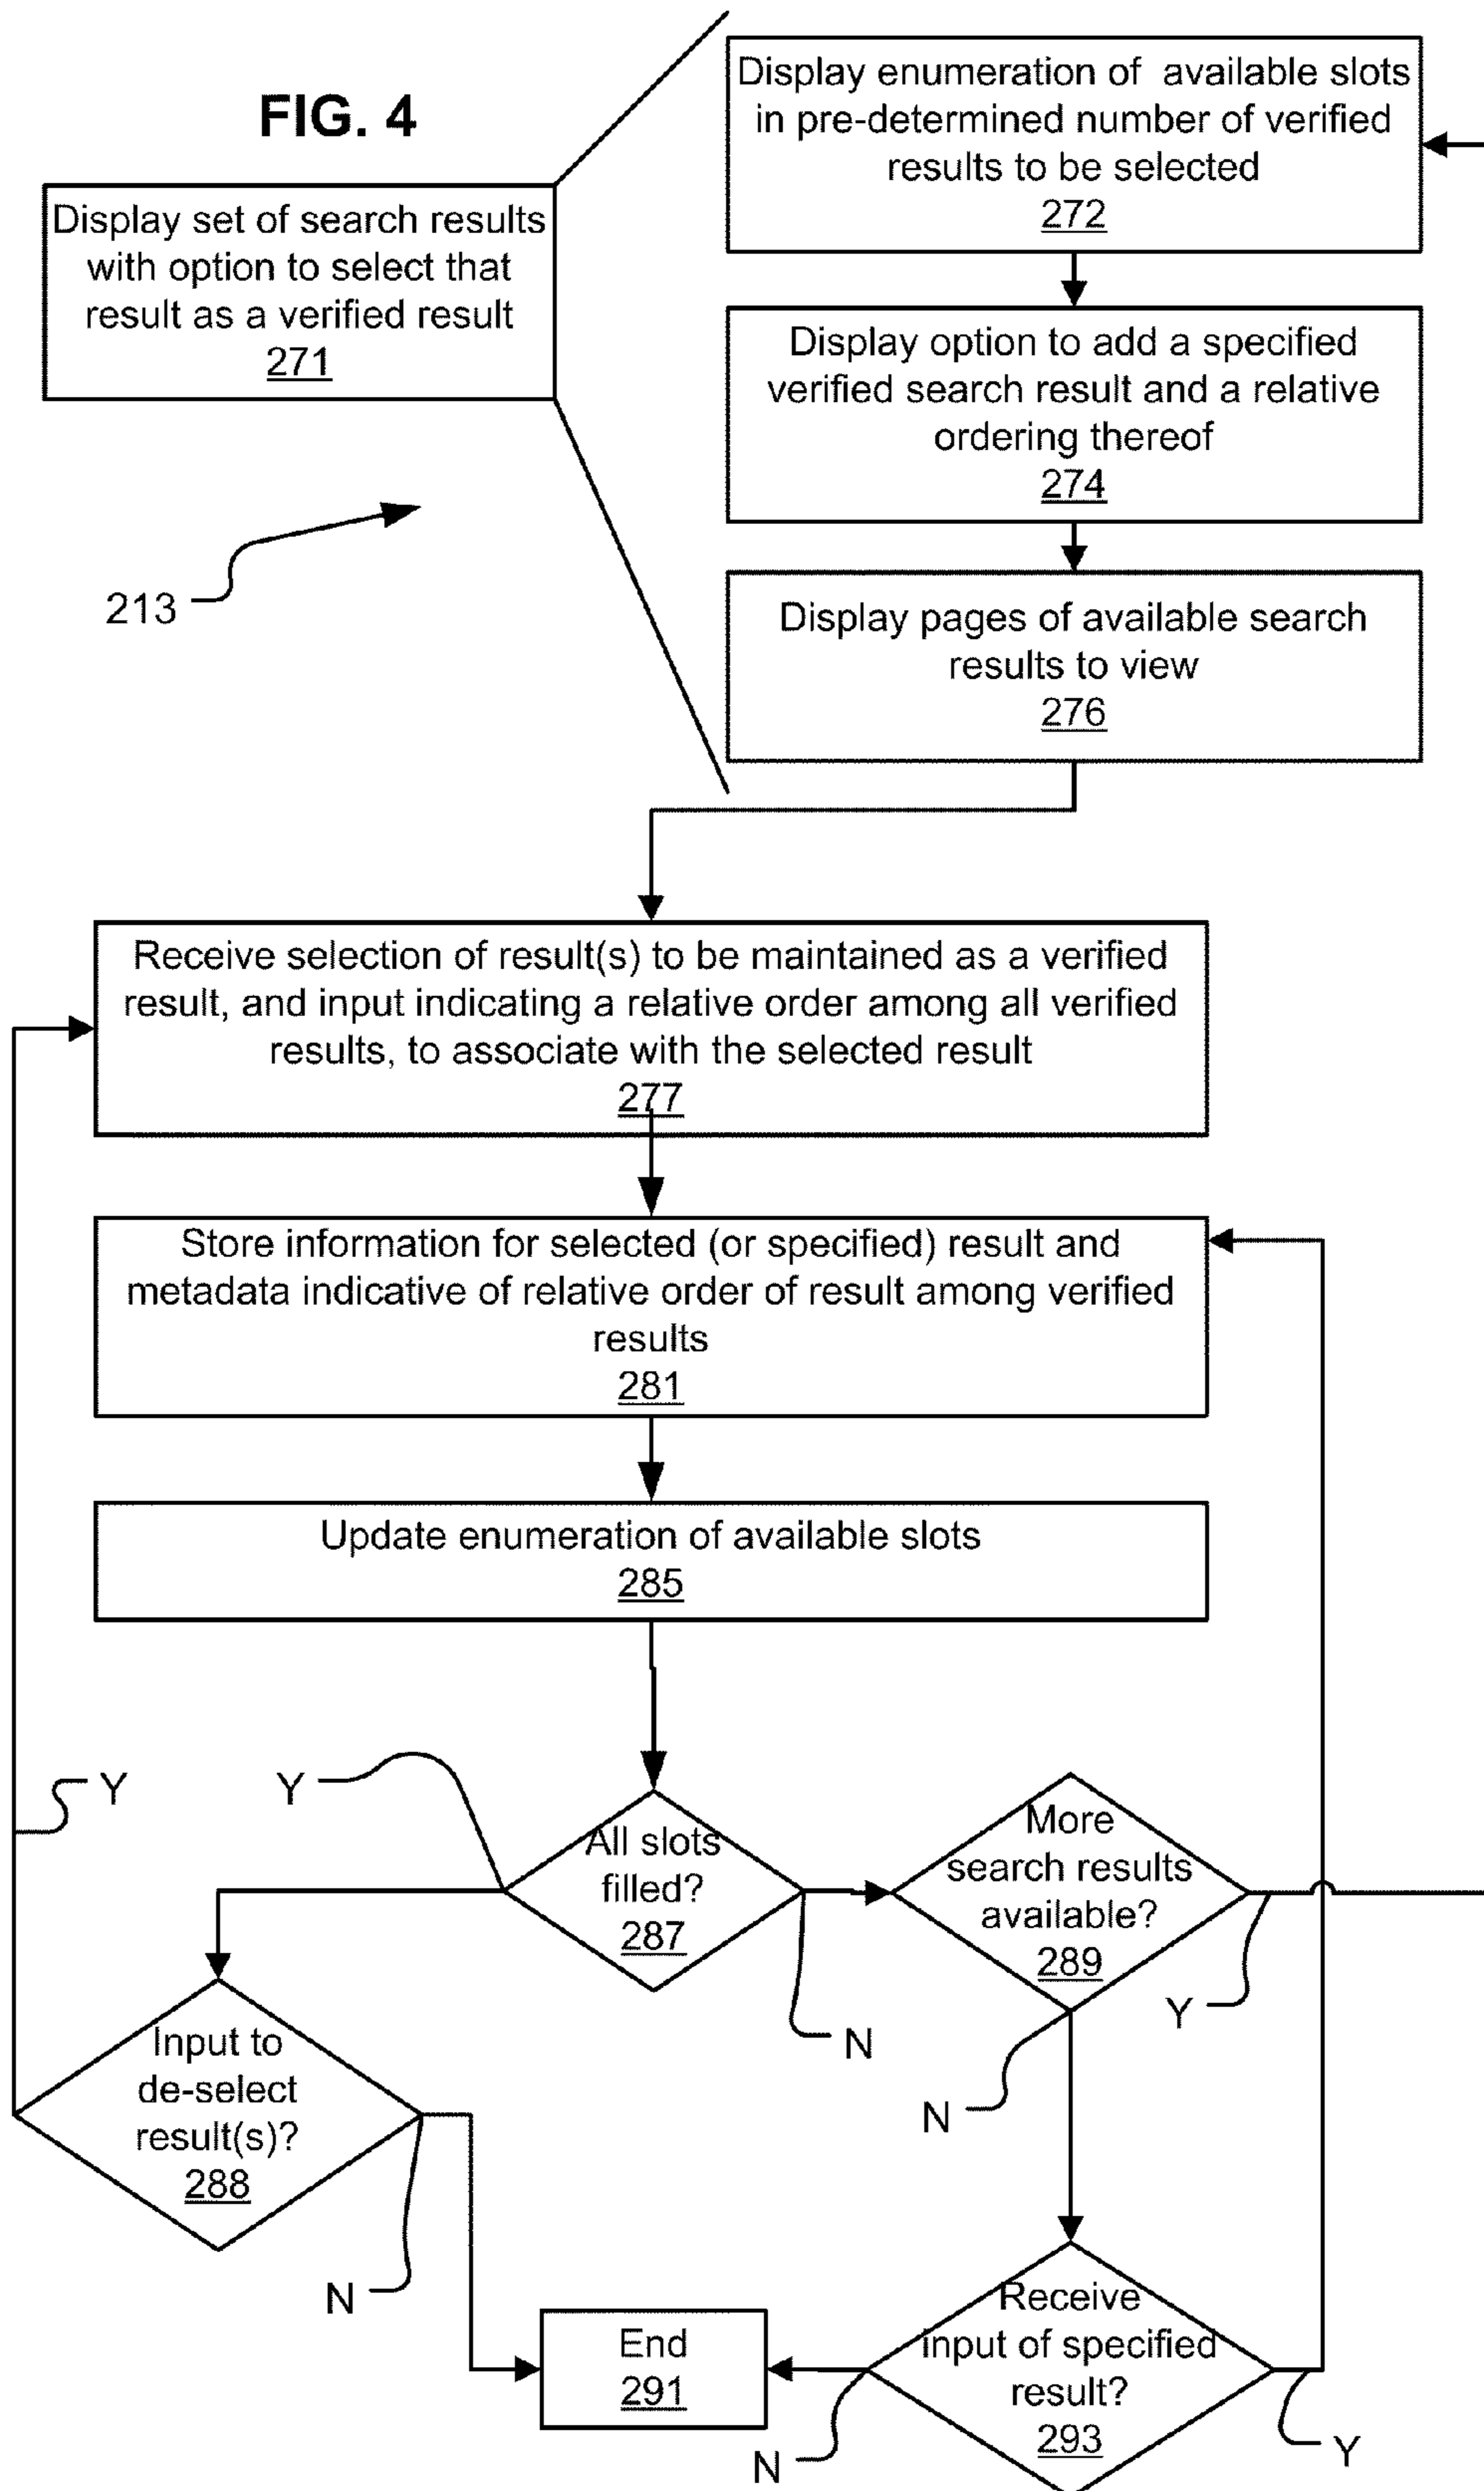 FIG. 4
Display set of search results
with option to select that
result as a verified result
271
213
Display enumeration of available slots
in pre-determined number of verified
results to be selected
272
Display option to add a specified
verified search result and a relative
ordering thereof
274
Display pages of available search
results to view
276
Receive selection of result(s) to be maintained as a verified
result, and input indicating a relative order among all verified
results, to associate with the selected result
277
Store information for selected (or specified) result and
metadata indicative of relative order of result among verified
results
281
Update enumeration of available slots
285
Y
Y
All slots
filled?
287
N
More
search results
available?
289
Y
N
Input to
de-select
result(s)?
288
N
End
291
Receive
input of specified
result?
293
N
Y